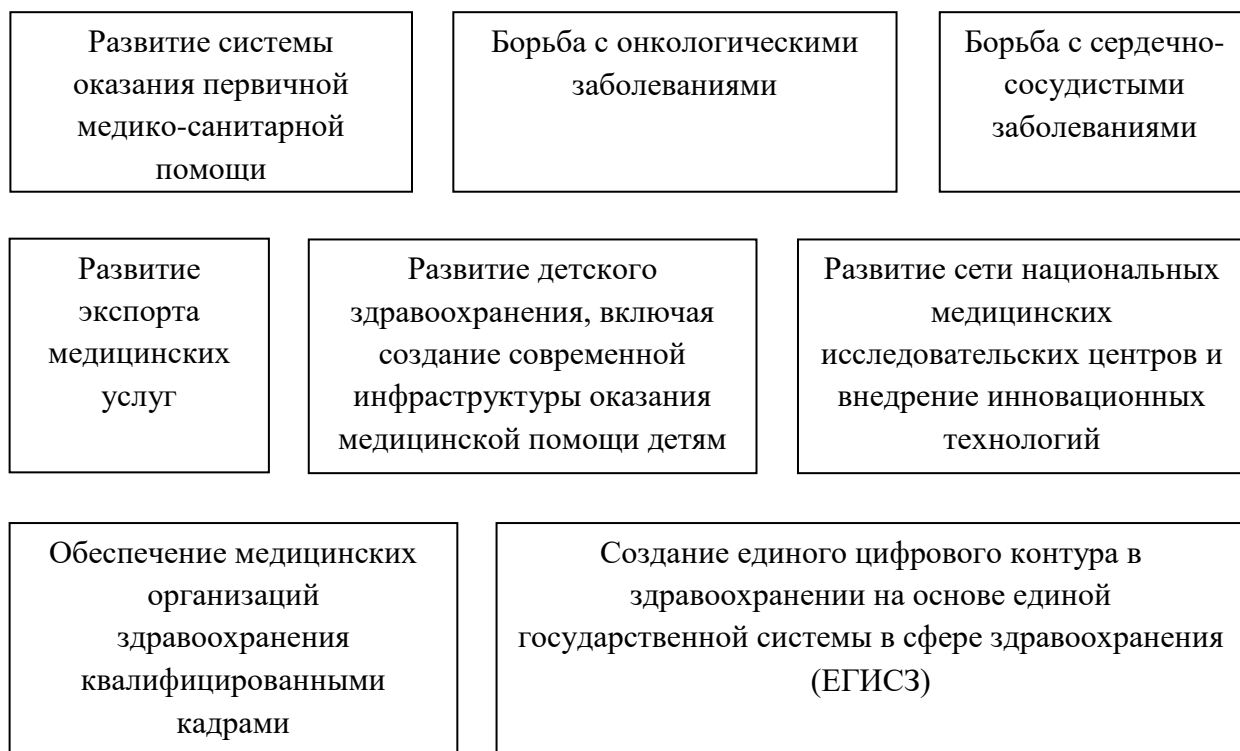 Развитие системы
оказания первичной
медико-санитарной
помощи
Борьба с онкологическими
заболеваниями
Борьба с сердечно-
сосудистыми
заболеваниями
Развитие
экспорта
медицинских
услуг
Развитие детского
здравоохранения, включая
создание современной
инфраструктуры оказания
медицинской помощи детям
Развитие сети национальных
медицинских
исследовательских центров и
внедрение инновационных
технологий
Обеспечение медицинских
организаций
здравоохранения
квалифицированными
кадрами
Создание единого цифрового контура в
здравоохранении на основе единой
государственной системы в сфере здравоохранения
(ЕГИСЗ)